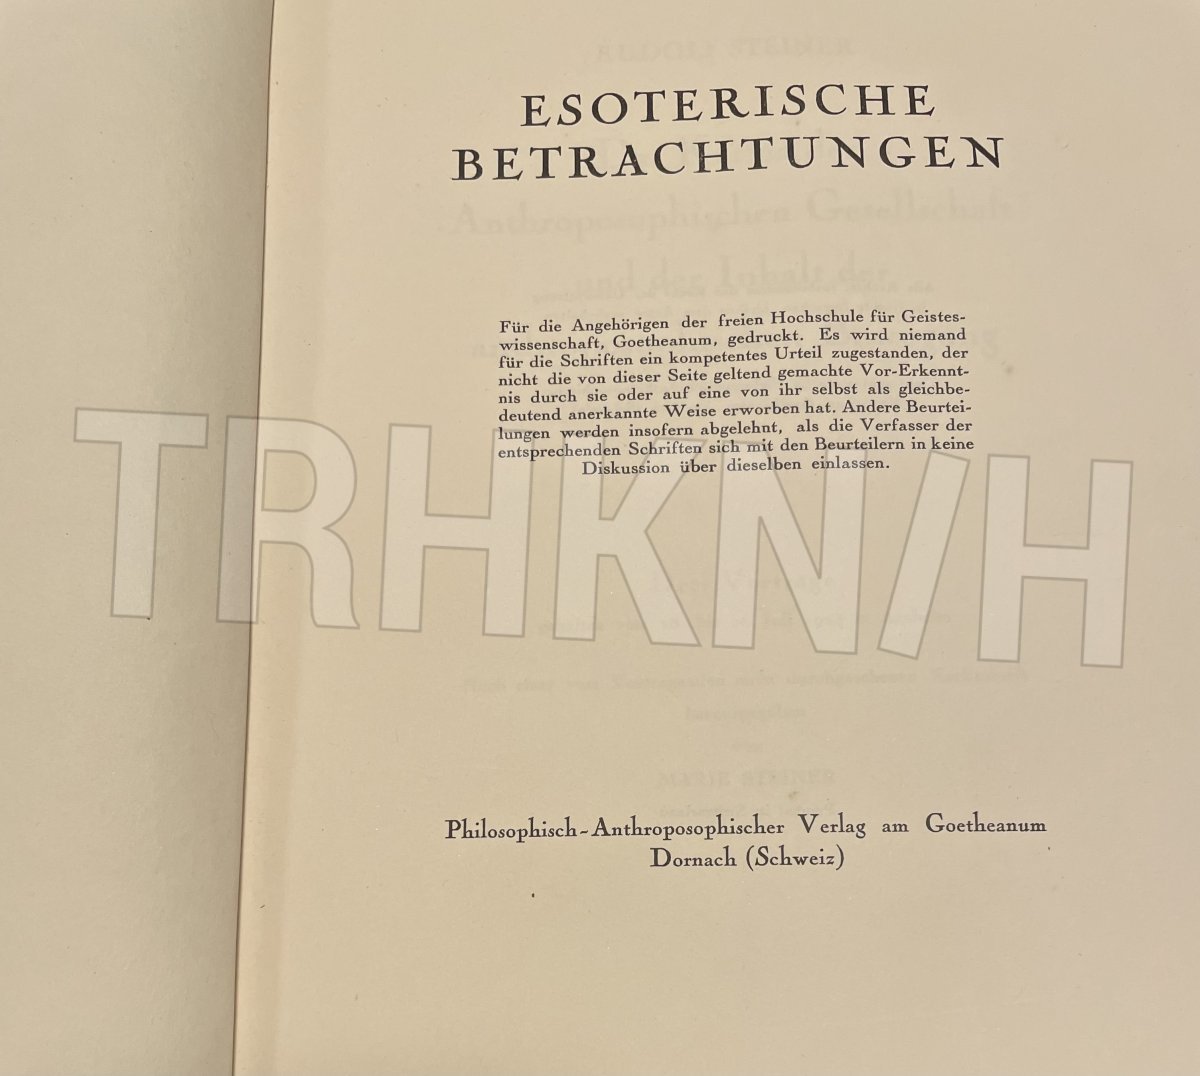 ESOTERISCHE
BETRACHTUNGEN
Für die Angehörigen der freien Hochschule für Geistes-
wissenschaft, Goetheanum, gedruckt. Es wird niemand
für die Schriften ein kompetentes Urteil zugestanden, der
nicht die von dieser Seite geltend gemachte Vor-Erkennt-
nis durch sie oder auf eine von ihr selbst als gleichbe-
deutend anerkannte Weise erworben hat. Andere Beurtei-
lungen werden insofern abgelehnt, als die Verfasser der
entsprechenden Schriften sich mit den Beurteilern in keine
Diskussion über dieselben einlassen.
TRHKN/H
Philosophisch-Anthroposophischer Verlag am Goetheanum
Dornach (Schweiz)